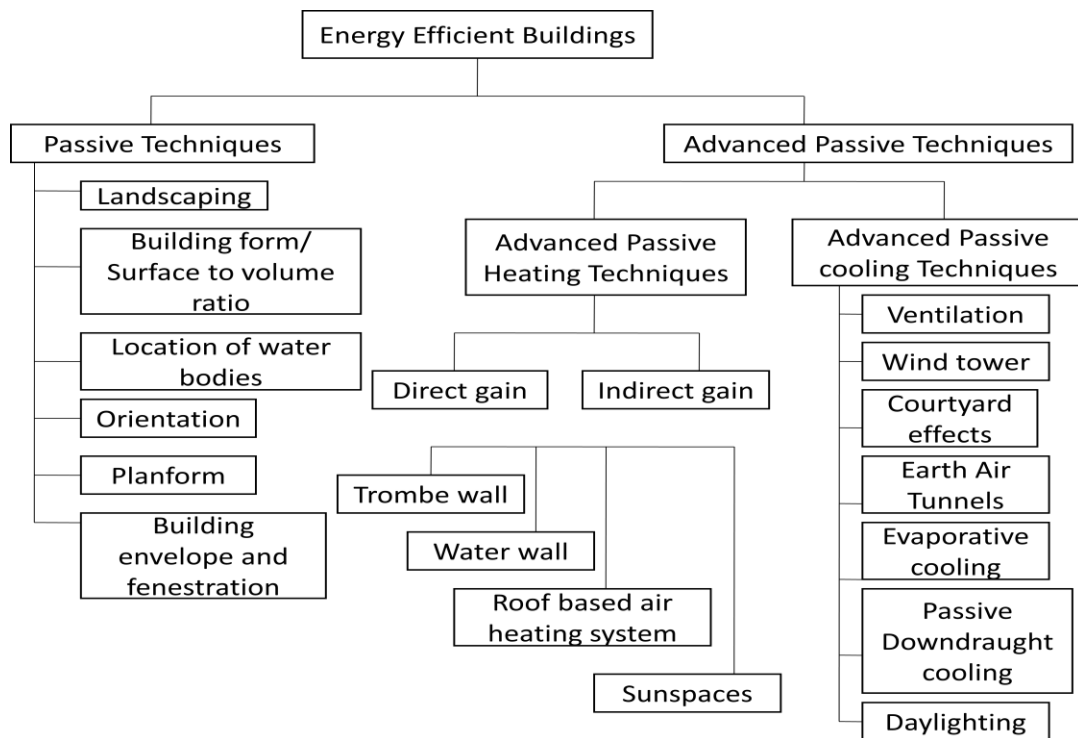 Energy Efficient Buildings
Passive Techniques
Landscaping
Building form/
Surface to volume
ratio
Location of water
bodies
Orientation
Planform
Building
envelope and
fenestration
Advanced Passive Techniques
Advanced Passive
Heating Techniques
Direct gain
Indirect gain
Trombe wall
Water wall
Roof based air
heating system
Sunspaces
Advanced Passive
cooling Techniques
Ventilation
Wind tower
Courtyard
effects
Earth Air
Tunnels
Evaporative
cooling
Passive
Downdraught
cooling
Daylighting